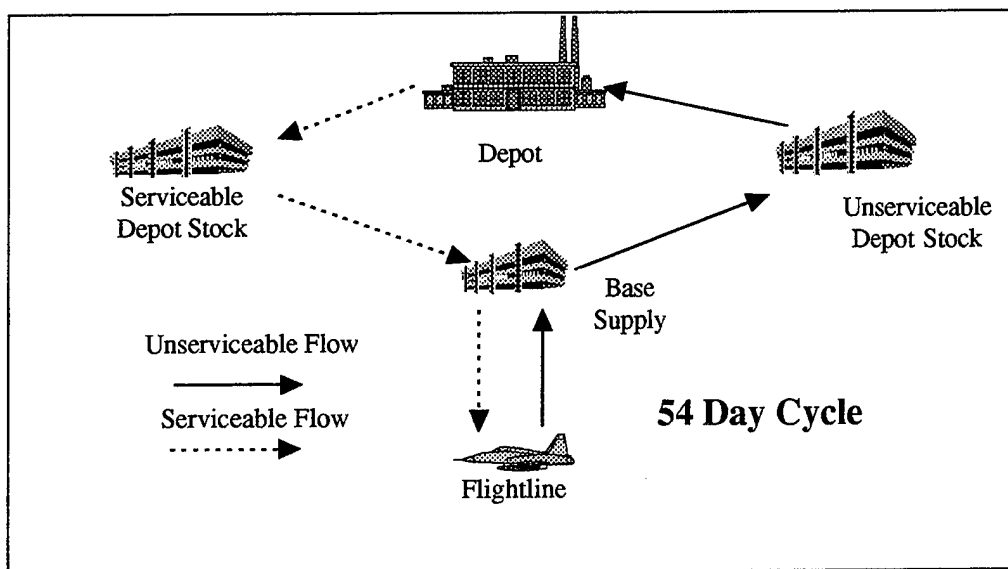 Depot
Serviceable
Depot Stock
Unserviceable
Depot Stock
Base
Supply
Unserviceable Flow
Serviceable Flow
54 Day Cycle
Flightline